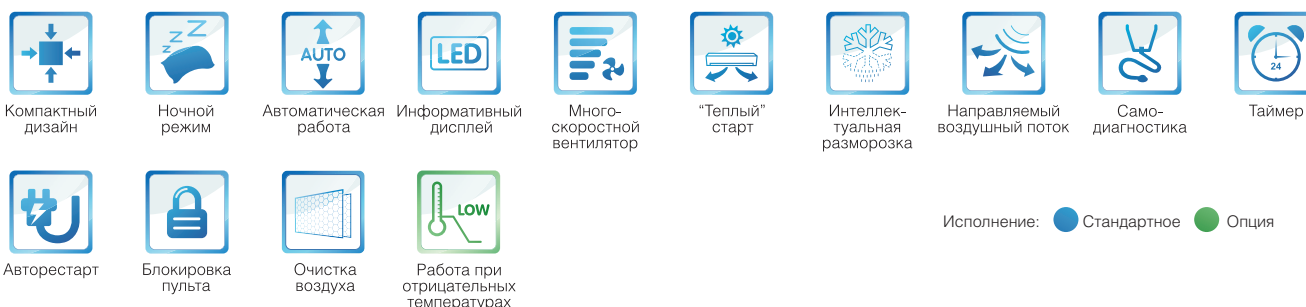 Z Z Z
AUTO
LED
24
Компактный
дизайн
Ночной
режим
Автоматическая
работа
Информативный
дисплей
Много-
скоростной
вентилятор
“Теплый”
старт
Интеллек-
туальная
разморозка
Направляемый
воздушный поток
Само-
диагностика
Таймер
LOW
Авторестарт
Блокировка
пульта
Очистка
воздуха
Работа при
отрицательных
температурах
Исполнение: Стандартное Опция